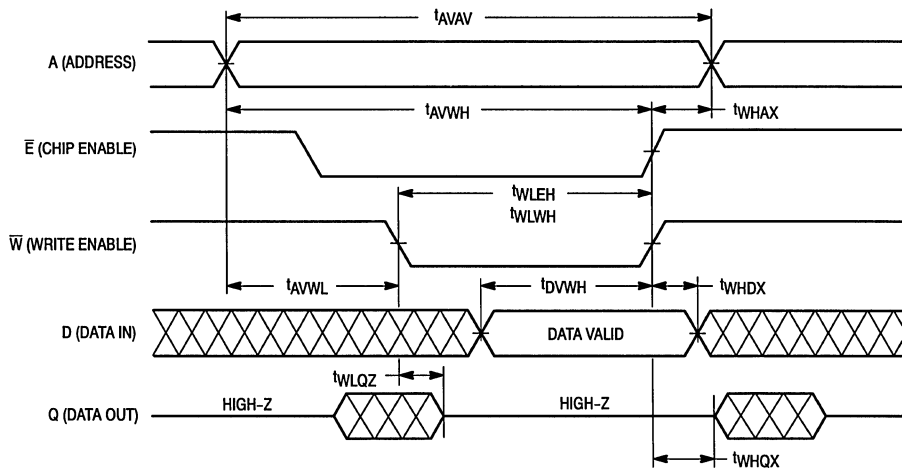 tAVAV
A (ADDRESS)
tAVWH
tWHAX
E (CHIP ENABLE)
tWLEH
tWLWH
W (WRITE ENABLE)
tAVWL
tDVWH
tWHDX
D (DATA IN)
DATA VALID
tWLQZ
Q (DATA OUT)
HIGH–Z
HIGH–Z
tWHQX